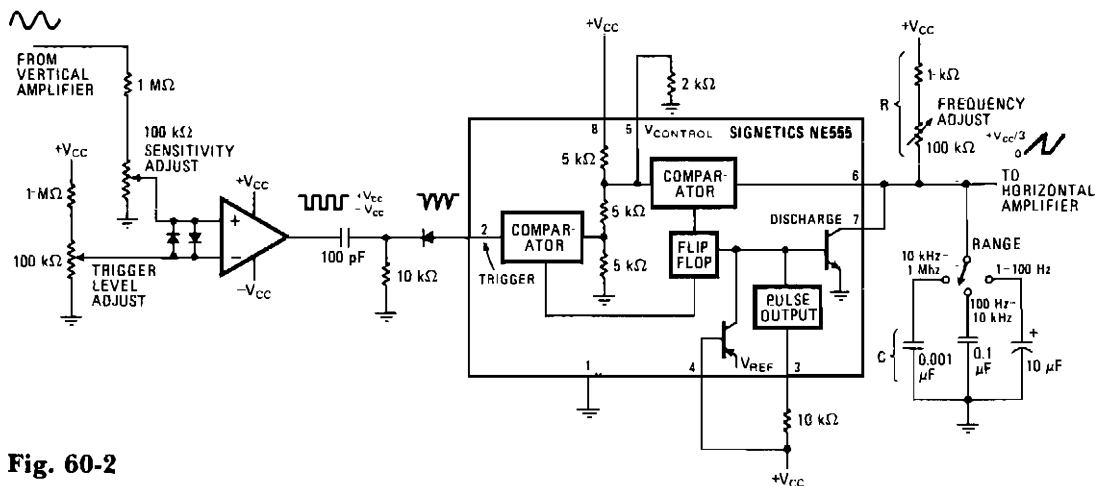 FROM
VERTICAL
AMPLIFIER
1 MΩ
100 kΩ
SENSITIVITY
ADJUST
+VCC
1 MΩ
100 kΩ
TRIGGER
LEVEL
ADJUST
+VCC
+
−
−VCC
+VCC
−VCC
100 pF
10 kΩ
2
TRIGGER
COMPAR-
ATOR
+VCC
8
5
VCONTROL
2 kΩ
SIGNETICS NE555
5 kΩ
5 kΩ
5 kΩ
COMPAR-
ATOR
6
DISCHARGE
7
FLIP
FLOP
PULSE
OUTPUT
VREF
1
4
3
10 kΩ
+VCC
+VCC
R
1-kΩ
FREQUENCY
ADJUST
100 kΩ
+VCC/3
0
TO
HORIZONTAL
AMPLIFIER
RANGE
10 kHz–
1 Mhz
1–100 Hz
100 Hz–
10 kHz
C
0.001
µF
0.1
µF
+
10 µF
Fig. 60-2